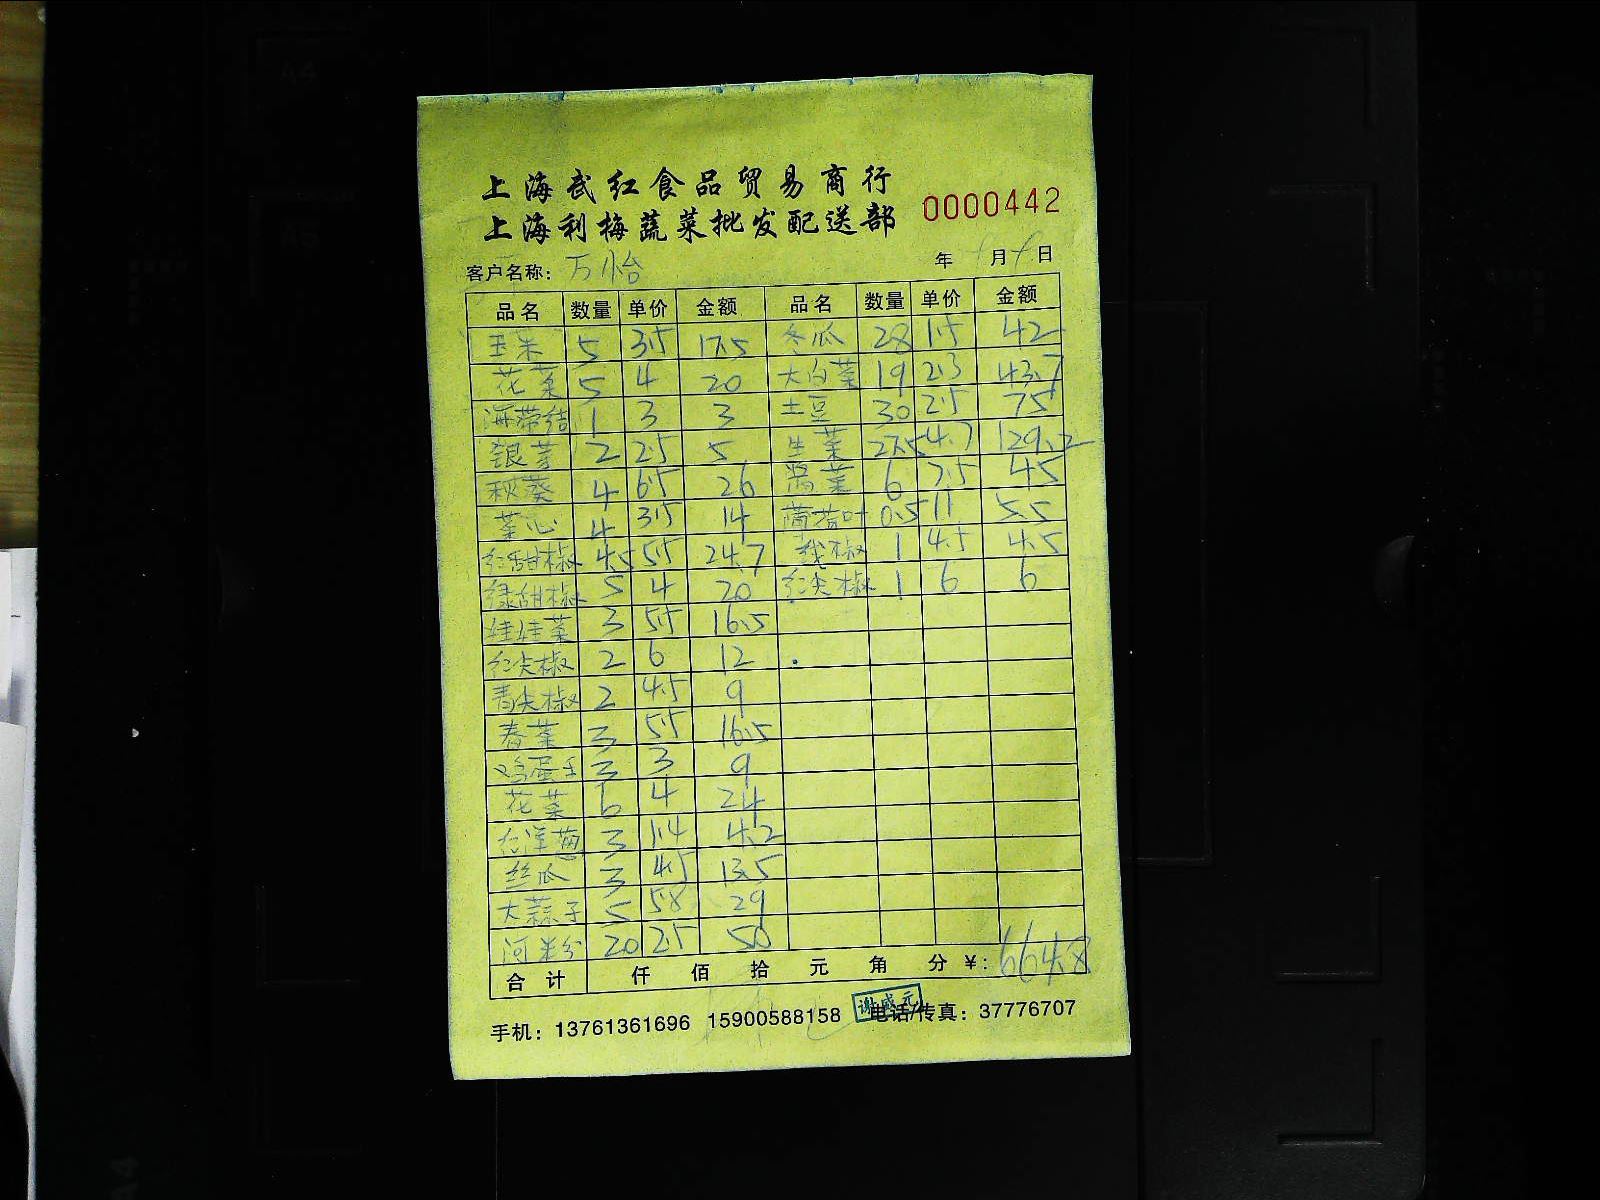 上海武红食品贸易商行
上海利梅蔬菜批发配送部 0000442
客户名称: 万怡 年 月 日
品名 数量 单价 金额 品名 数量 单价 金额
玉米 5 3.5 17.5 冬瓜 28 1.5 42
花菜 5 4 20 大白菜 19 2.3 43.7
海带结 1 3 3 土豆 30 2.5 75
银芽 2 2.5 5 生菜 27.5 4.7 129.2
秋葵 4 6.5 26 菜 6 7.5 45
菜心 4 3.5 14 薄荷叶 0.5 11 5.5
红甜椒 4.5 5.5 24.7 线椒 1 4.5 4.5
绿甜椒 5 4 20 红尖椒 1 6 6
娃娃菜 3 5.5 16.5
红尖椒 2 6 12
青尖椒 2 4.5 9
春菜 3 5.5 16.5
鸡蛋 3 3 9
花菜 6 4 24
红洋葱 3 1.4 4.2
丝瓜 3 4.5 13.5
大蒜子 5 5.8 29
河粉 20 2.5 50
合计 仟 佰 拾 元 角 分 ¥: 664.8
手机: 13761361696 15900588158 谢成元 电话/传真: 37776707